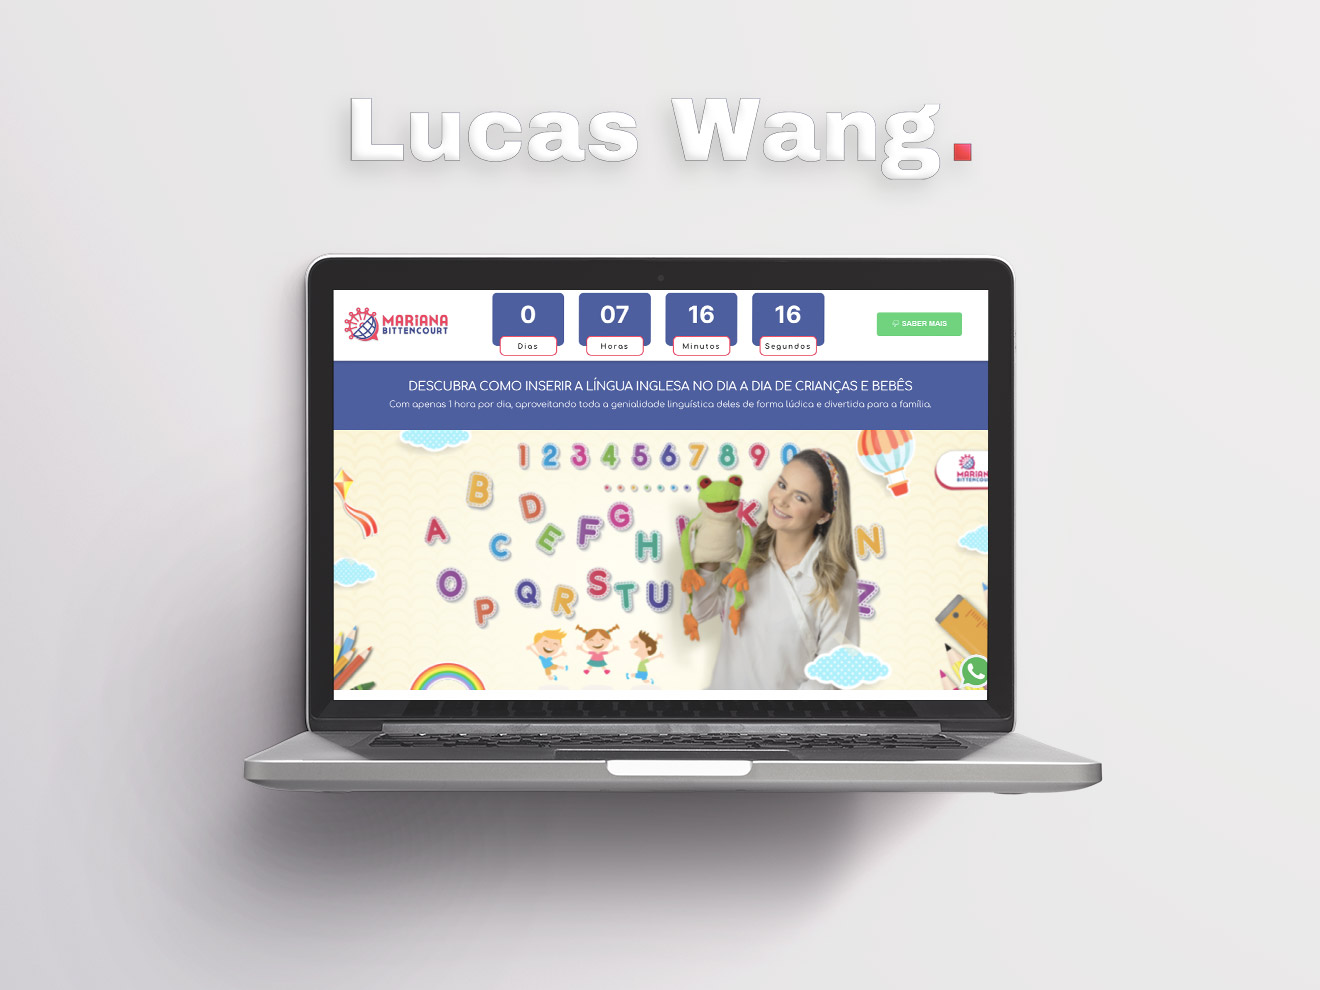 Lucas Wang.
MARIANA
BITTENCOURT
0 07 16 16
Dias Horas Minutos Segundos
SABER MAIS
DESCUBRA COMO INSERIR A LÍNGUA INGLESA NO DIA A DIA DE CRIANÇAS E BEBÊS
Com apenas 1 hora por dia, aproveitando toda a genialidade linguística deles de forma lúdica e divertida para a família.
1 2 3 4 5 6 7 8 9 0
A B C D E F G H K N
O P Q R S T U Z
MARIANA